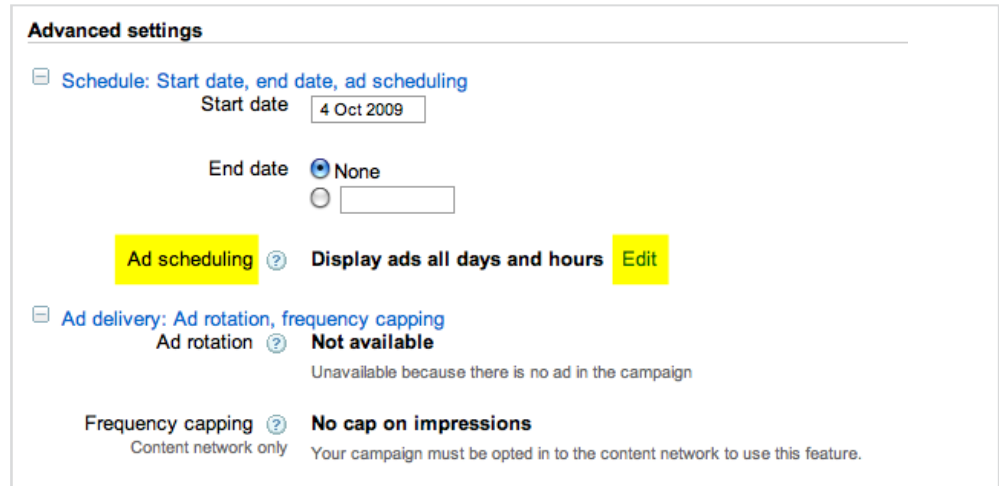 Advanced settings
Schedule: Start date, end date, ad scheduling
Start date 4 Oct 2009
End date None
Ad scheduling ? Display ads all days and hours Edit
Ad delivery: Ad rotation, frequency capping
Ad rotation ? Not available
Unavailable because there is no ad in the campaign
Frequency capping ? No cap on impressions
Content network only Your campaign must be opted in to the content network to use this feature.